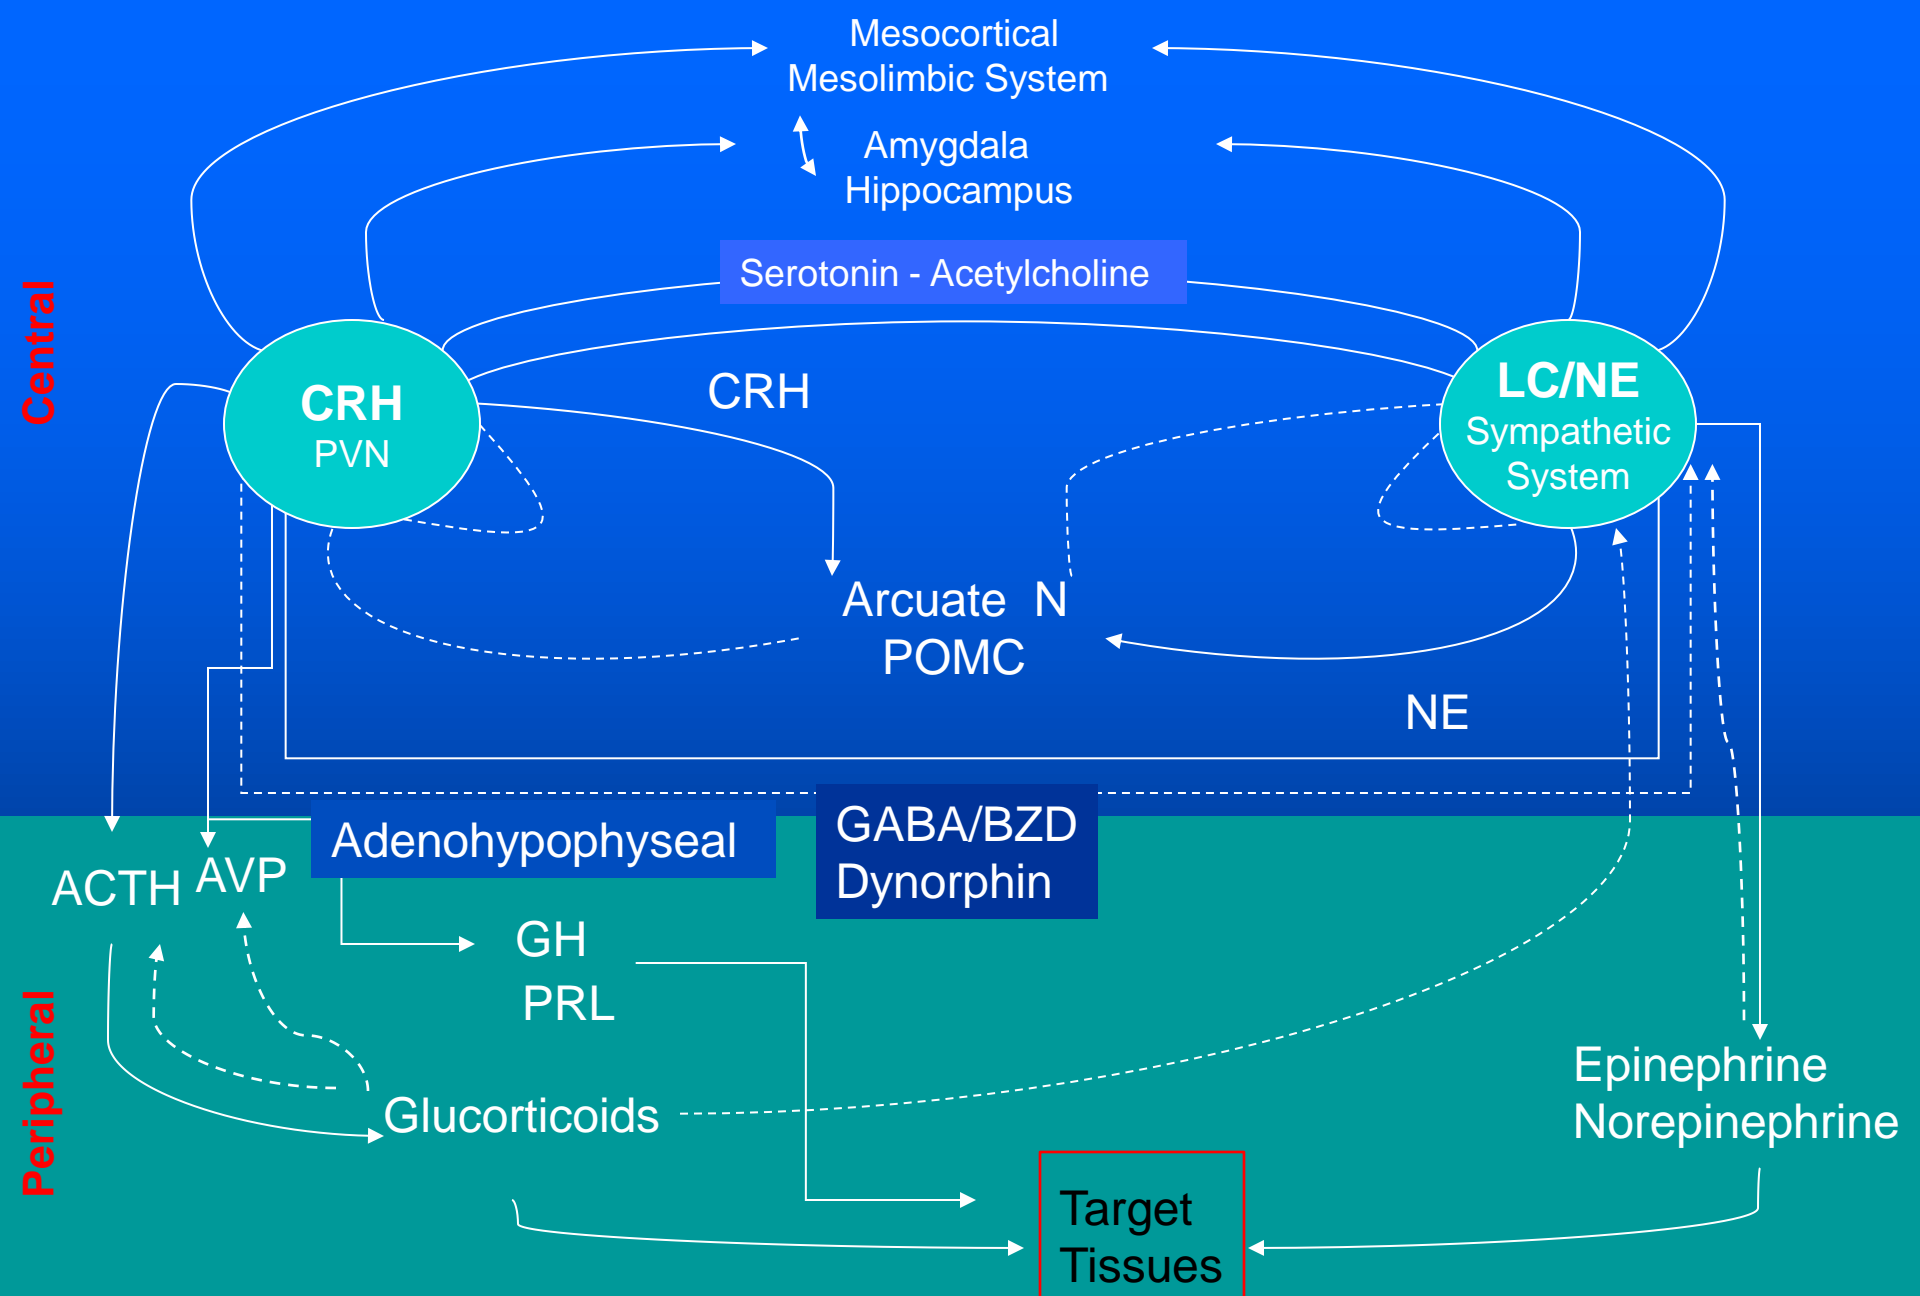 Mesocortical
Mesolimbic System
Amygdala
Hippocampus
Serotonin - Acetylcholine
Central
CRH
PVN
CRH
LC/NE
Sympathetic
System
Arcuate N
POMC
NE
Adenohypophyseal
GABA/BZD
Dynorphin
ACTH
AVP
GH
PRL
Peripheral
Glucorticoids
Epinephrine
Norepinephrine
Target
Tissues